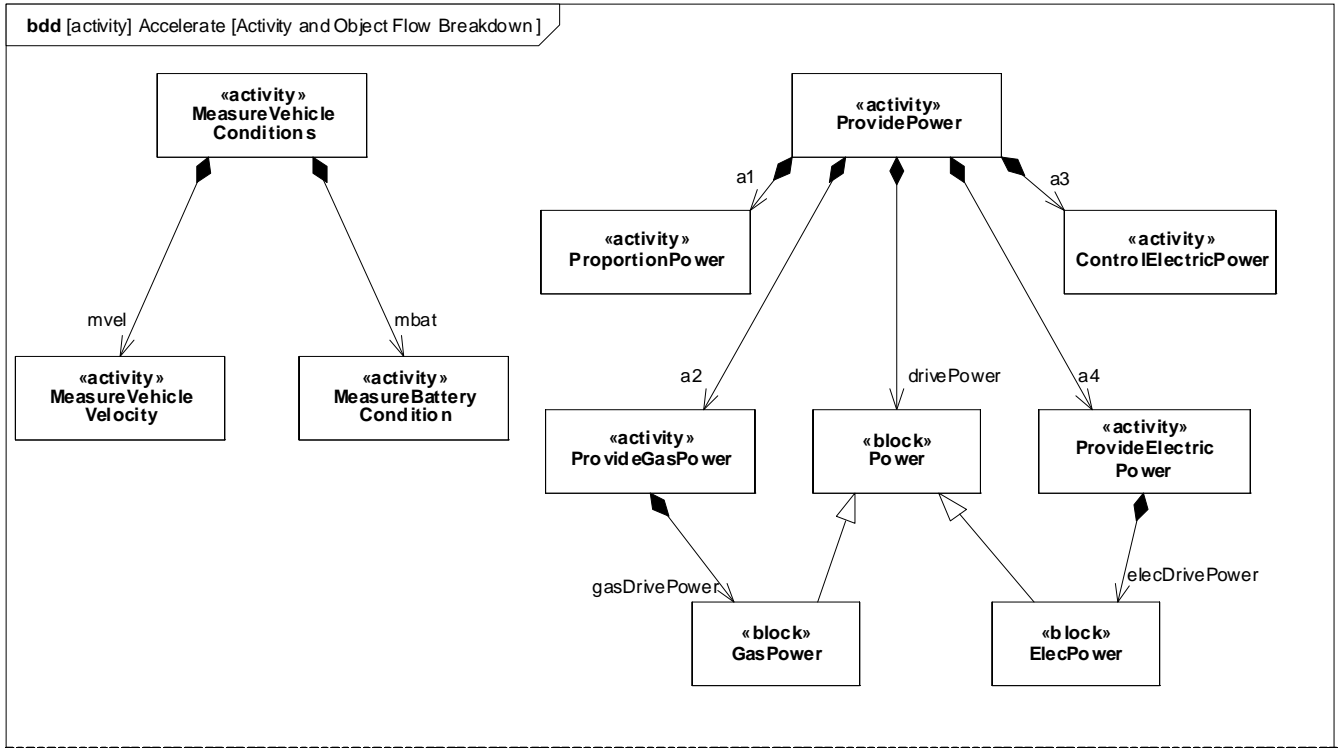 bdd [activity] Accelerate [Activity and Object Flow Breakdown]
«activity»
MeasureVehicle
Conditions
«activity»
ProvidePower
a1
a3
«activity»
ProportionPower
«activity»
ControlElectricPower
mvel
mbat
«activity»
MeasureVehicle
Velocity
«activity»
MeasureBattery
Condition
a2
drivePower
a4
«activity»
ProvideGasPower
«block»
Power
«activity»
ProvideElectric
Power
gasDrivePower
elecDrivePower
«block»
GasPower
«block»
ElecPower